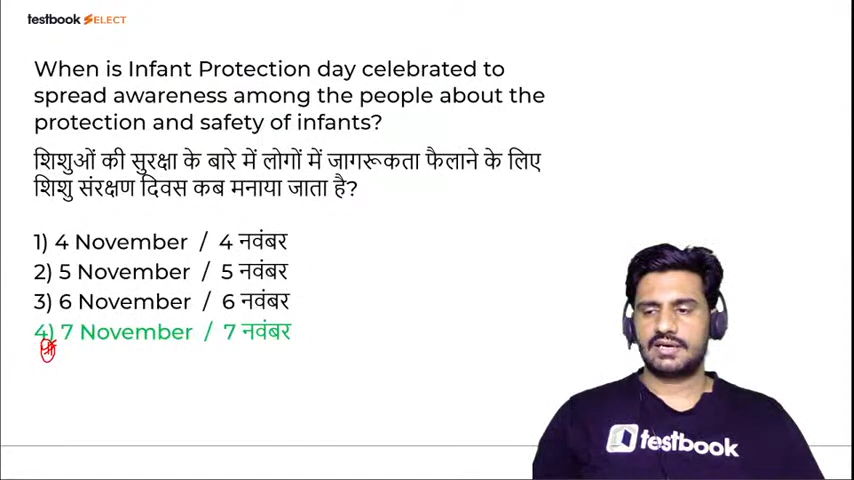 testbook SELECT
When is Infant Protection day celebrated to
spread awareness among the people about the
protection and safety of infants?
शिशुओं की सुरक्षा के बारे में लोगों में जागरूकता फैलाने के लिए
शिशु संरक्षण दिवस कब मनाया जाता है?
1) 4 November / 4 नवंबर
2) 5 November / 5 नवंबर
3) 6 November / 6 नवंबर
4) 7 November / 7 नवंबर
testbook